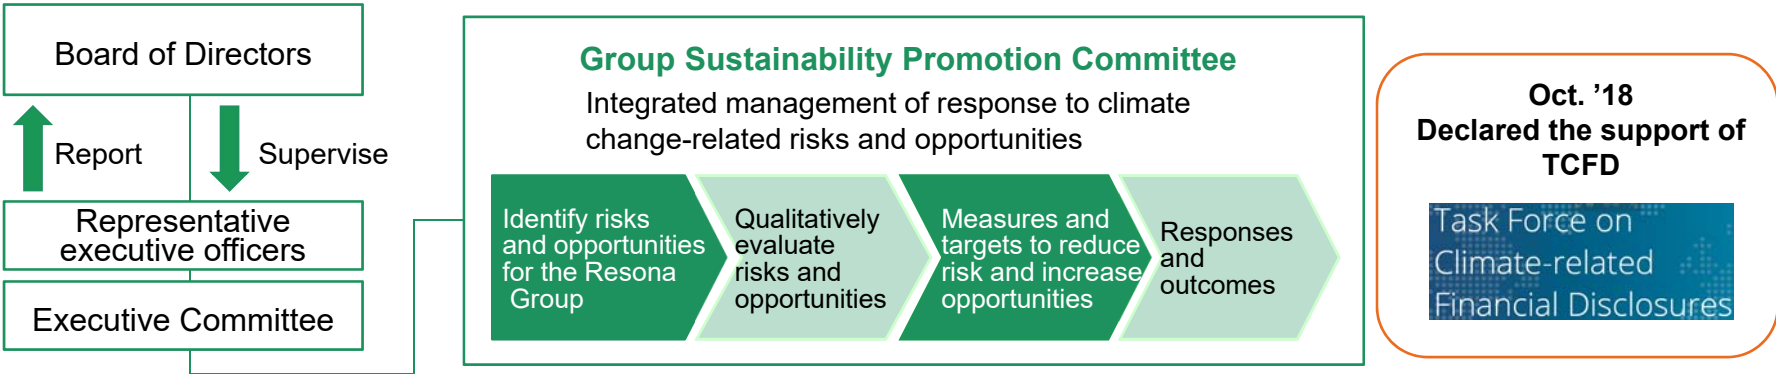 Board of Directors
Report
Supervise
Representative
executive officers
Executive Committee
Group Sustainability Promotion Committee
Integrated management of response to climate
change-related risks and opportunities
Identify risks
and opportunities
for the Resona
Group
Qualitatively
evaluate
risks and
opportunities
Measures and
targets to reduce
risk and increase
opportunities
Responses
and
outcomes
Oct. ’18
Declared the support of
TCFD
Task Force on
Climate-related
Financial Disclosures